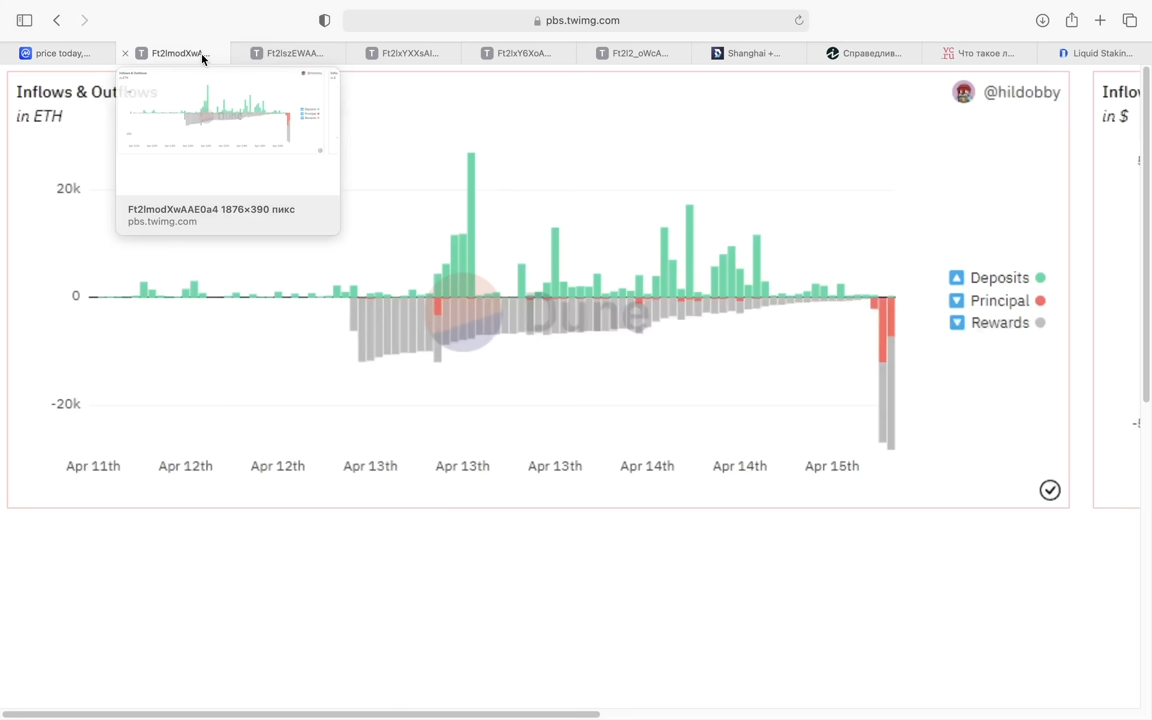 pbs.twimg.com
price today,...
Ft2lmodXwA...
Ft2lszEWAA...
Ft2lxYXXsAI...
Ft2lxY6XoA...
Ft2l2_oWcA...
Shanghai +...
Справедлив...
Что такое л...
Liquid Stakin...
Inflows & Outflows
in ETH
@hildobby
Inflo
in $
Ft2lmodXwAAE0a4 1876×390 пикс
pbs.twimg.com
20k
0
-20k
Dune
Deposits
Principal
Rewards
Apr 11th
Apr 12th
Apr 12th
Apr 13th
Apr 13th
Apr 13th
Apr 14th
Apr 14th
Apr 15th